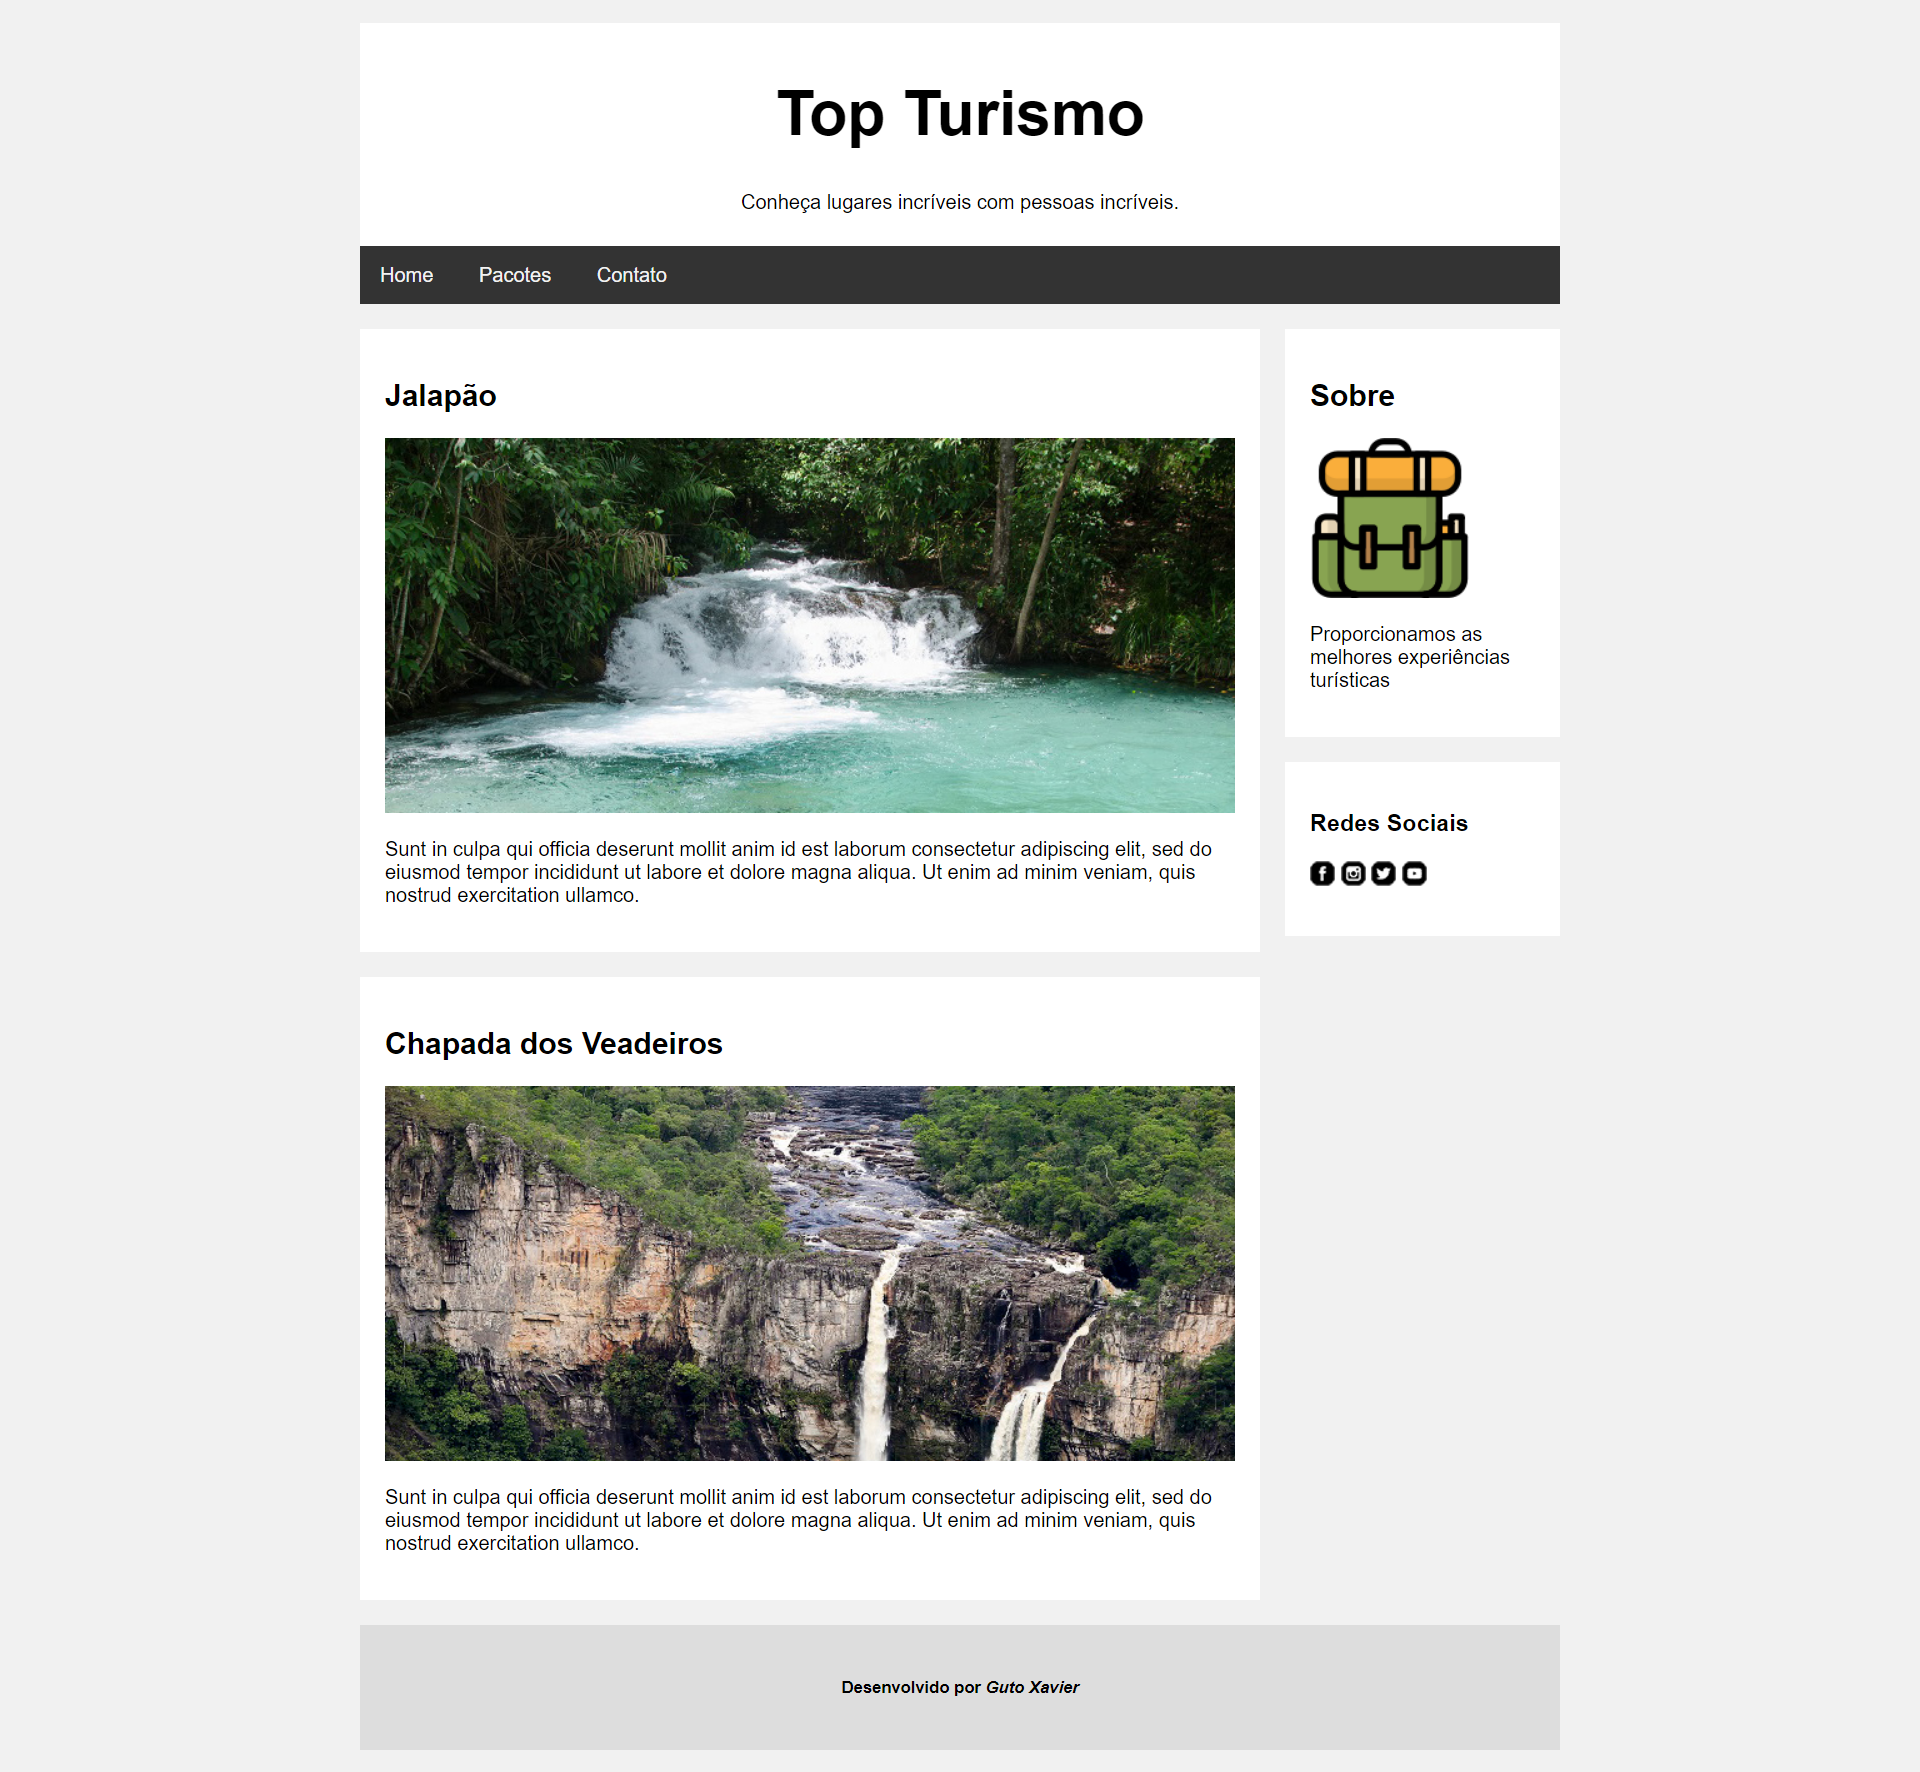 Top Turismo
Conheça lugares incríveis com pessoas incríveis.
Home Pacotes Contato
Jalapão
Sunt in culpa qui officia deserunt mollit anim id est laborum consectetur adipiscing elit, sed do
eiusmod tempor incididunt ut labore et dolore magna aliqua. Ut enim ad minim veniam, quis
nostrud exercitation ullamco.
Sobre
Proporcionamos as
melhores experiências
turísticas
Redes Sociais
Chapada dos Veadeiros
Sunt in culpa qui officia deserunt mollit anim id est laborum consectetur adipiscing elit, sed do
eiusmod tempor incididunt ut labore et dolore magna aliqua. Ut enim ad minim veniam, quis
nostrud exercitation ullamco.
Desenvolvido por Guto Xavier